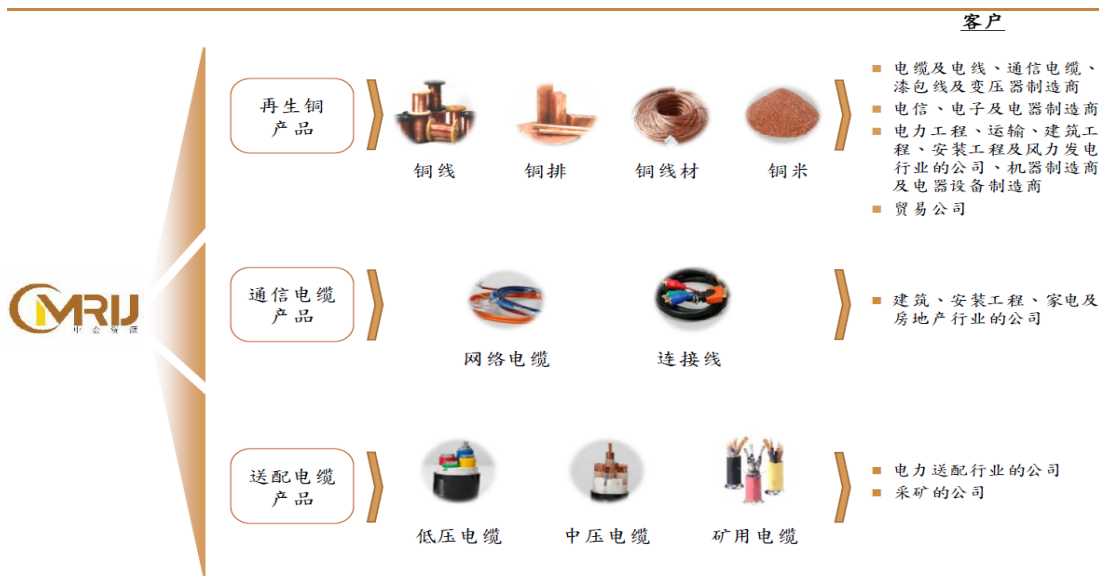 客户
再生铜
产品
铜线
铜排
铜线材
铜米
电缆及电线、通信电缆、
漆包线及变压器制造商
电信、电子及电器制造商
电力工程、运输、建筑工
程、安装工程及风力发电
行业的公司、机器制造商
及电器设备制造商
贸易公司
CMRU
中金资源
通信电缆
产品
网络电缆
连接线
建筑、安装工程、家电及
房地产行业的公司
送配电缆
产品
低压电缆
中压电缆
矿用电缆
电力送配行业的公司
采矿的公司